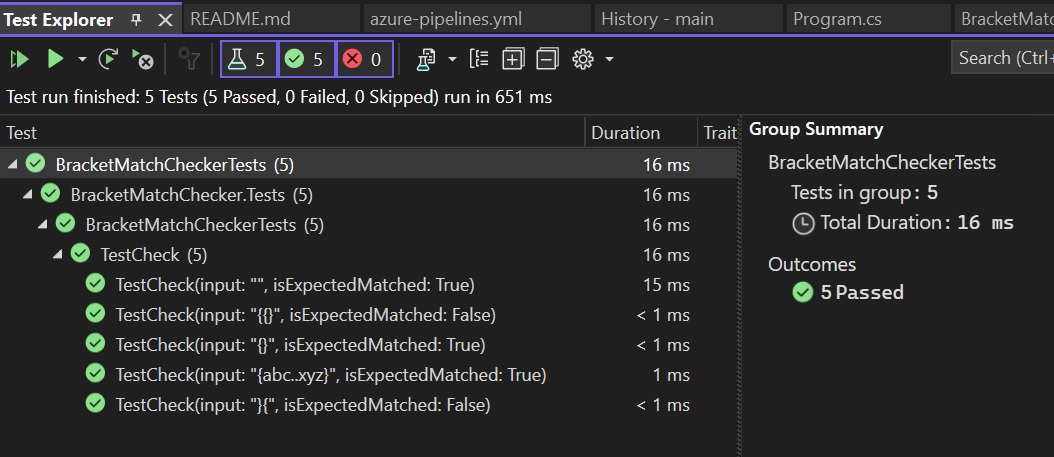 Test Explorer README.md azure-pipelines.yml History - main Program.cs BracketMatc
5 5 0 Search (Ctrl+
Test run finished: 5 Tests (5 Passed, 0 Failed, 0 Skipped) run in 651 ms
Test Duration Trait
BracketMatchCheckerTests (5) 16 ms
BracketMatchChecker.Tests (5) 16 ms
BracketMatchCheckerTests (5) 16 ms
TestCheck (5) 16 ms
TestCheck(input: "", isExpectedMatched: True) 15 ms
TestCheck(input: "{{}", isExpectedMatched: False) < 1 ms
TestCheck(input: "{}", isExpectedMatched: True) < 1 ms
TestCheck(input: "{abc..xyz}", isExpectedMatched: True) 1 ms
TestCheck(input: "}{", isExpectedMatched: False) < 1 ms
Group Summary
BracketMatchCheckerTests
Tests in group: 5
Total Duration: 16 ms
Outcomes
5 Passed